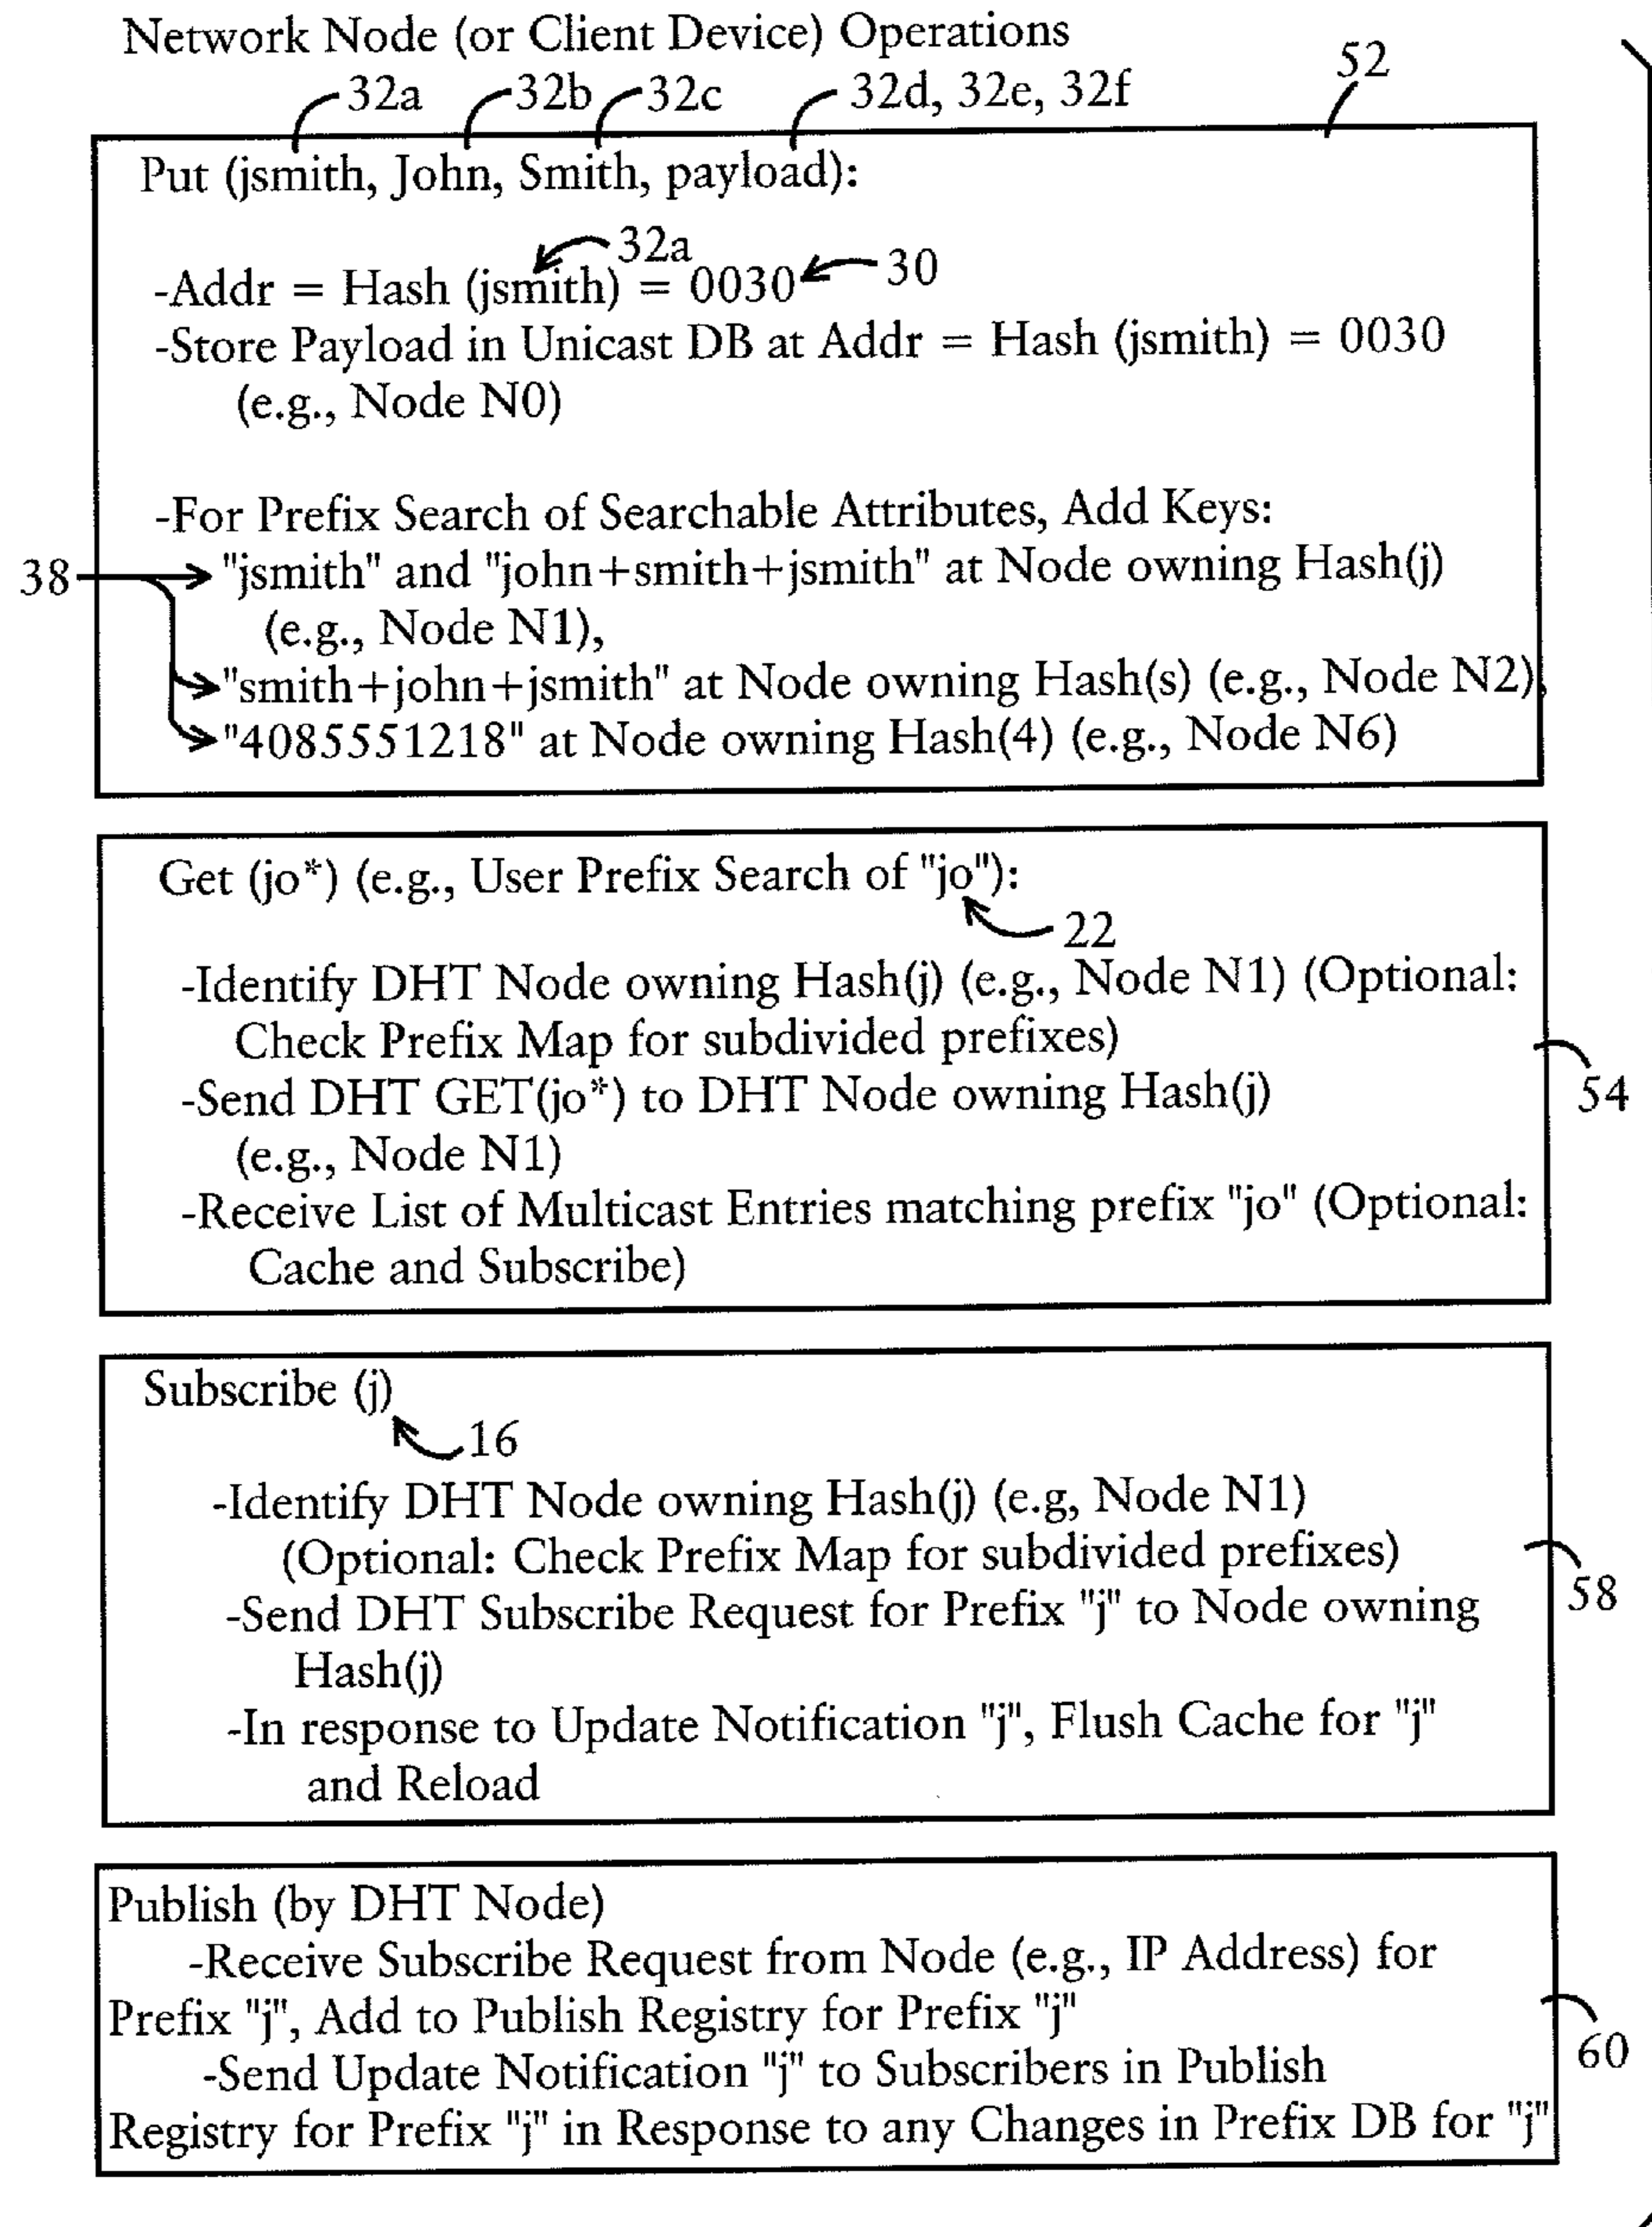 Network Node (or Client Device) Operations
52
32a 32b 32c 32d, 32e, 32f
Put (jsmith, John, Smith, payload):
32a
-Addr = Hash (jsmith) = 0030 30
-Store Payload in Unicast DB at Addr = Hash (jsmith) = 0030
(e.g., Node N0)
-For Prefix Search of Searchable Attributes, Add Keys:
38 "jsmith" and "john+smith+jsmith" at Node owning Hash(j)
(e.g., Node N1),
"smith+john+jsmith" at Node owning Hash(s) (e.g., Node N2),
"4085551218" at Node owning Hash(4) (e.g., Node N6)
Get (jo*) (e.g., User Prefix Search of "jo"):
22
-Identify DHT Node owning Hash(j) (e.g., Node N1) (Optional:
Check Prefix Map for subdivided prefixes)
-Send DHT GET(jo*) to DHT Node owning Hash(j)
54
(e.g., Node N1)
-Receive List of Multicast Entries matching prefix "jo" (Optional:
Cache and Subscribe)
Subscribe (j)
16
-Identify DHT Node owning Hash(j) (e.g, Node N1)
(Optional: Check Prefix Map for subdivided prefixes)
58
-Send DHT Subscribe Request for Prefix "j" to Node owning
Hash(j)
-In response to Update Notification "j", Flush Cache for "j"
and Reload
Publish (by DHT Node)
-Receive Subscribe Request from Node (e.g., IP Address) for
Prefix "j", Add to Publish Registry for Prefix "j"
60
-Send Update Notification "j" to Subscribers in Publish
Registry for Prefix "j" in Response to any Changes in Prefix DB for "j"